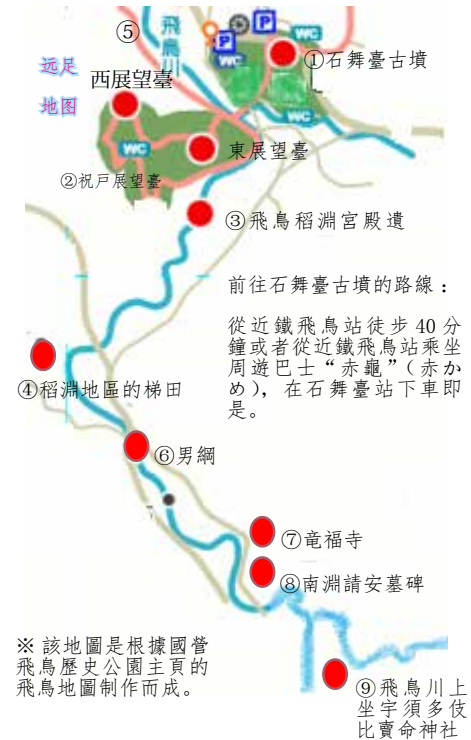 ⑤
飛鳥川
P
P
WC
WC
WC
WC
①石舞臺古墳
远足
地图
西展望臺
東展望臺
②祝戸展望臺
③飛鳥稻淵宮殿遺
前往石舞臺古墳的路線：
從近鐵飛鳥站徒步 40 分
鐘或者從近鐵飛鳥站乘坐
周遊巴士“赤龜”(赤か
め)，在石舞臺站下車即
是。
④稻淵地區的梯田
⑥男綱
⑦竜福寺
⑧南淵請安墓碑
※ 該地圖是根據國營
飛鳥歷史公園主頁的
飛鳥地圖制作而成。
⑨飛鳥川上
坐宇須多伎
比賣命神社